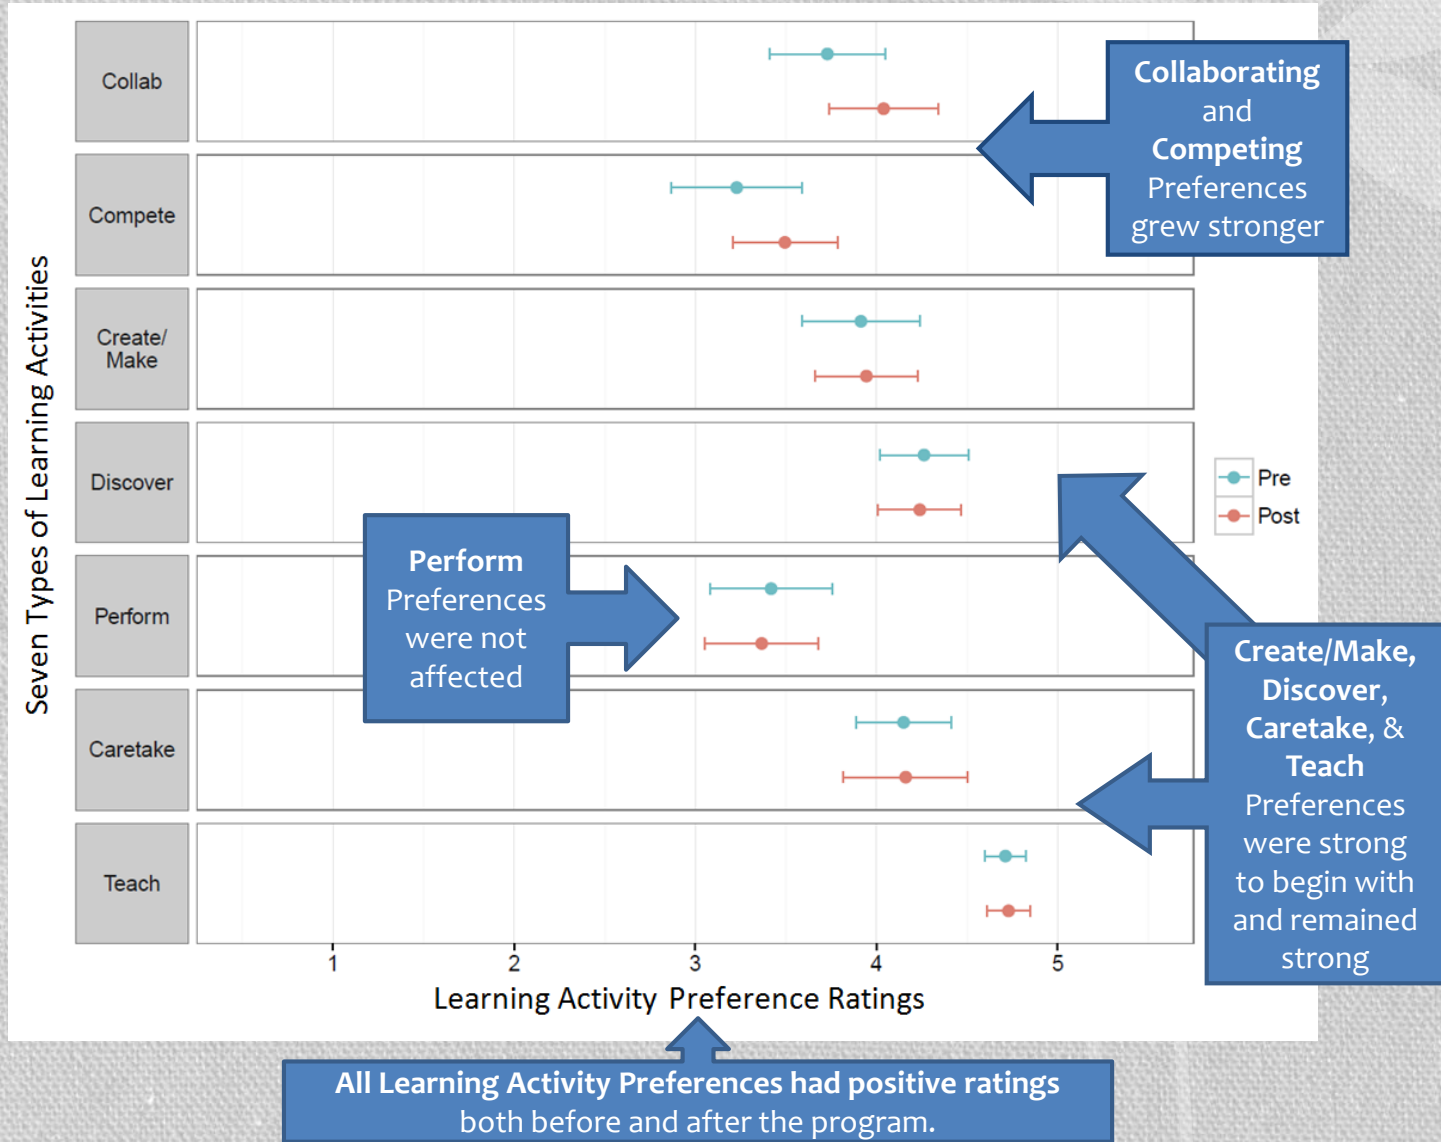 Seven Types of Learning Activities
Collab
Compete
Create/
Make
Discover
Perform
Caretake
Teach
Collaborating
and
Competing
Preferences
grew stronger
Pre
Post
Perform
Preferences
were not
affected
Create/Make,
Discover,
Caretake, &
Teach
Preferences
were strong
to begin with
and remained
strong
1 2 3 4 5
Learning Activity Preference Ratings
All Learning Activity Preferences had positive ratings
both before and after the program.